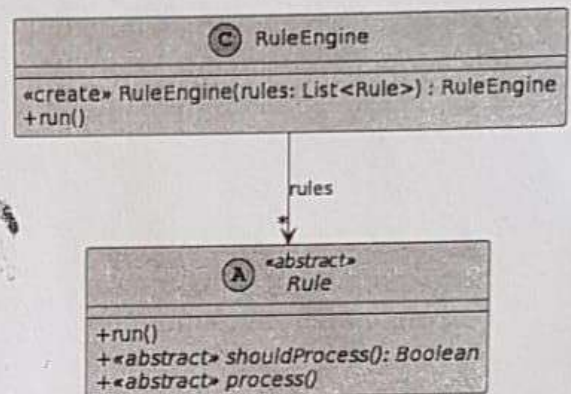 C RuleEngine
«create» RuleEngine(rules: List<Rule>) : RuleEngine
+run()
rules
*
«abstract»
A Rule
+run()
+«abstract» shouldProcess(): Boolean
+«abstract» process()